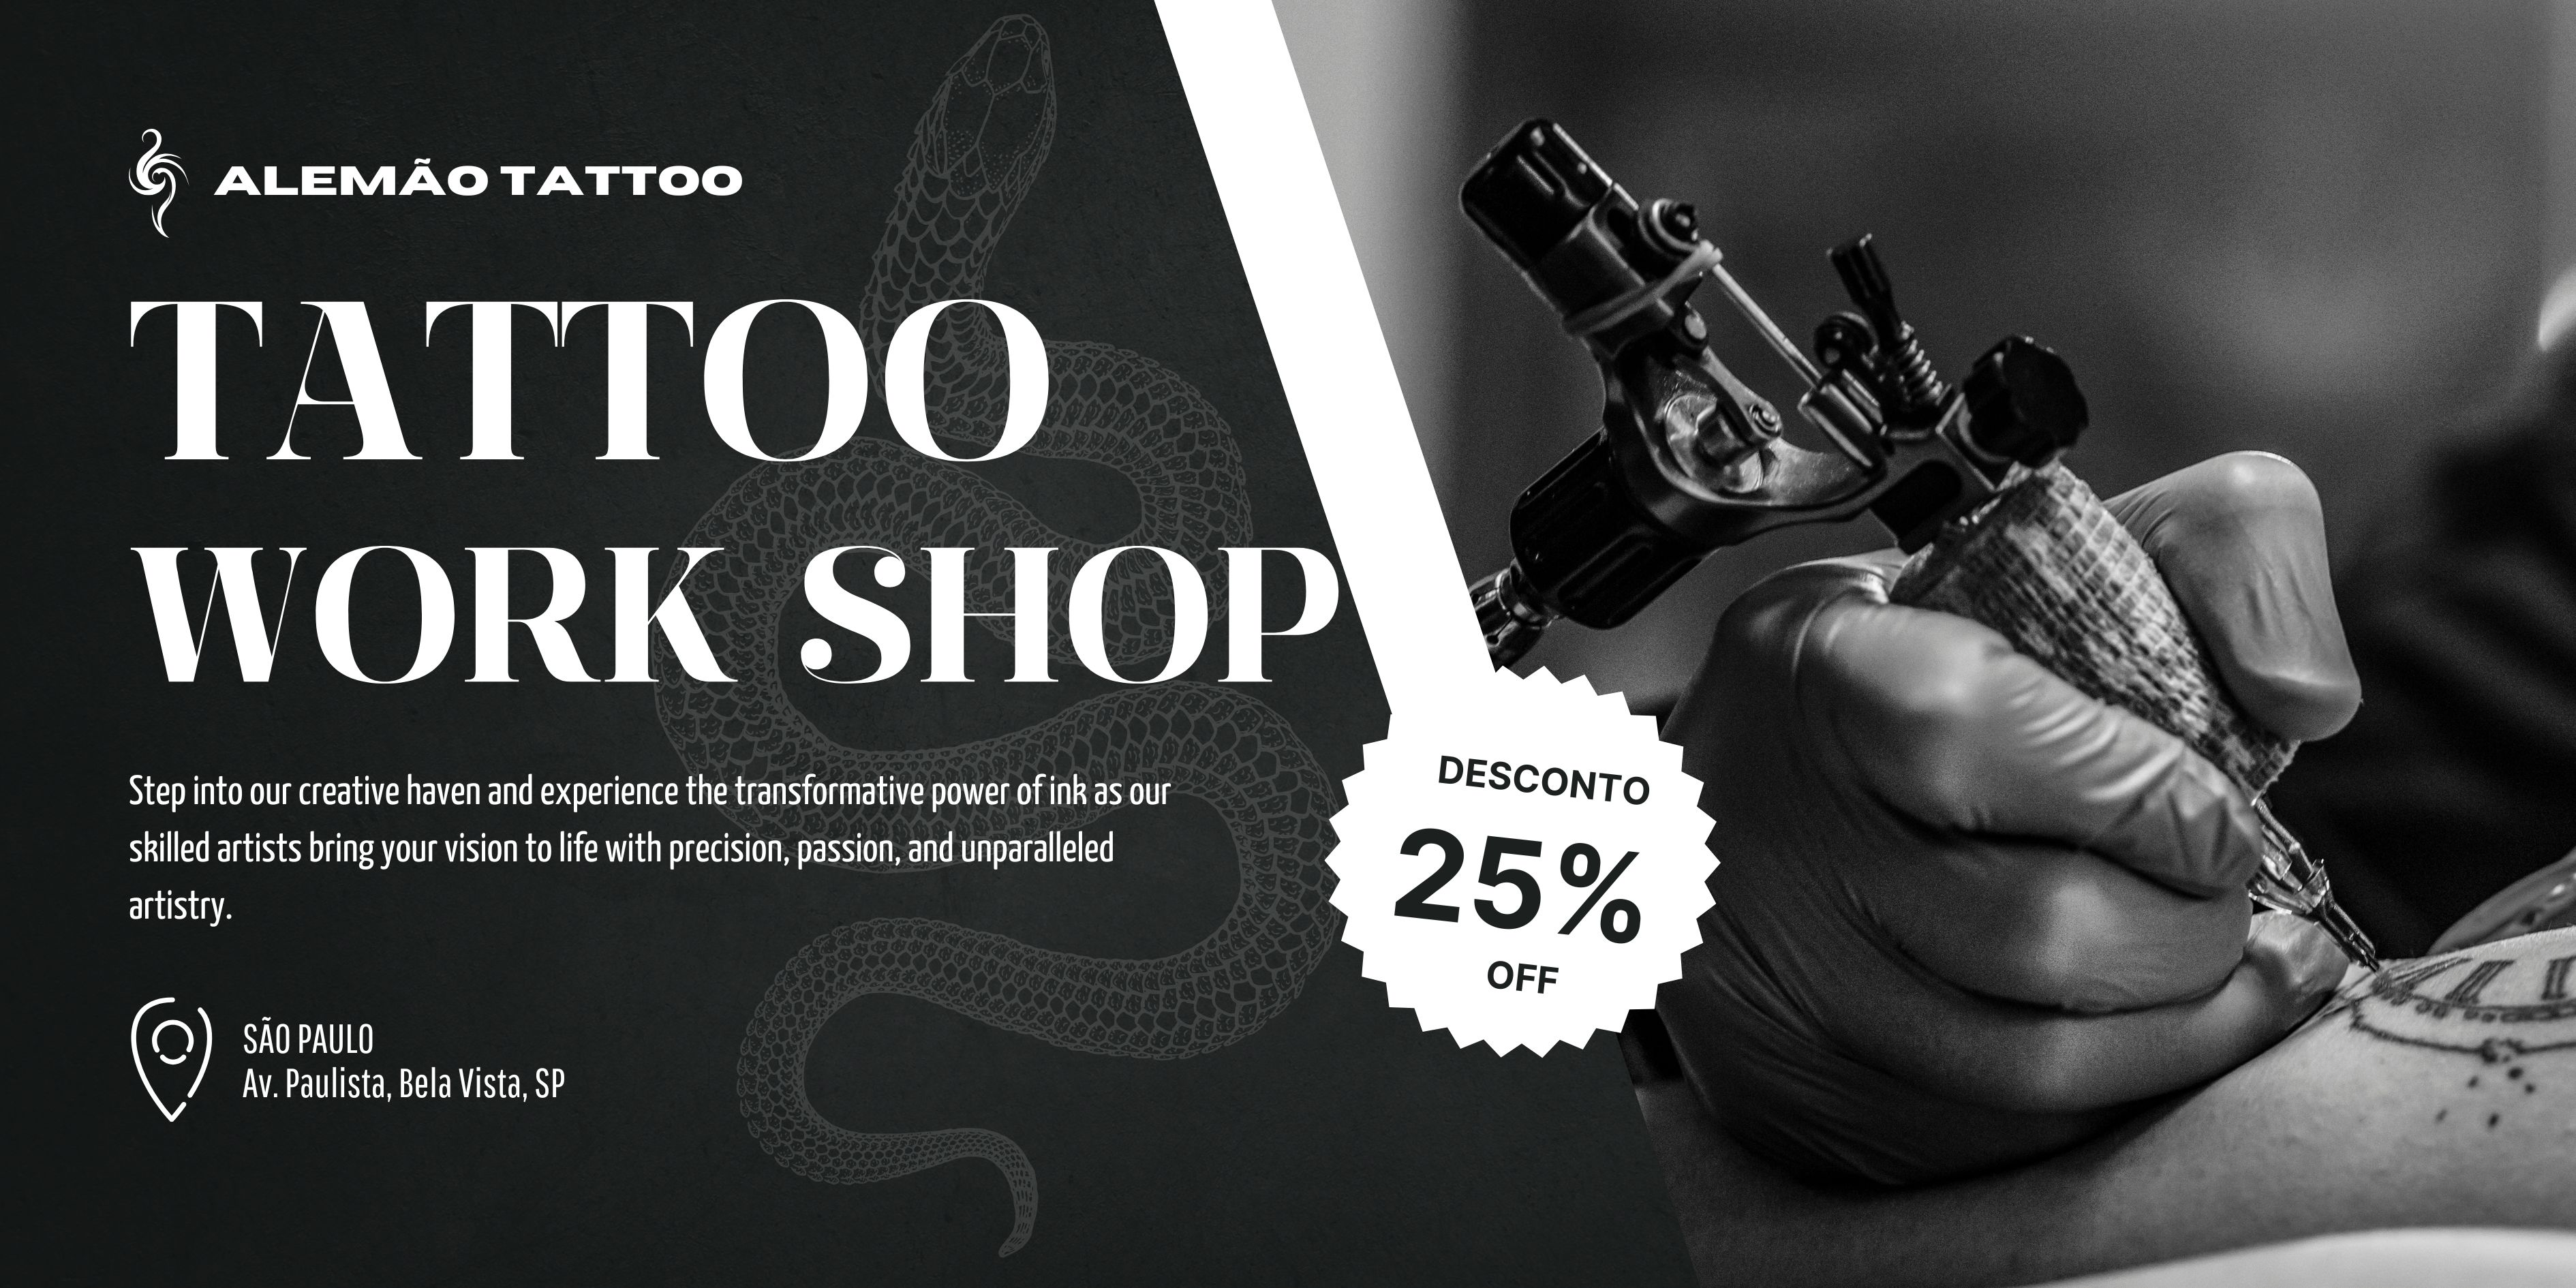 ALEMÃO TATTOO
TATTOO
WORK SHOP
Step into our creative haven and experience the transformative power of ink as our
skilled artists bring your vision to life with precision, passion, and unparalleled
artistry.
SÃO PAULO
Av. Paulista, Bela Vista, SP
DESCONTO
25%
OFF